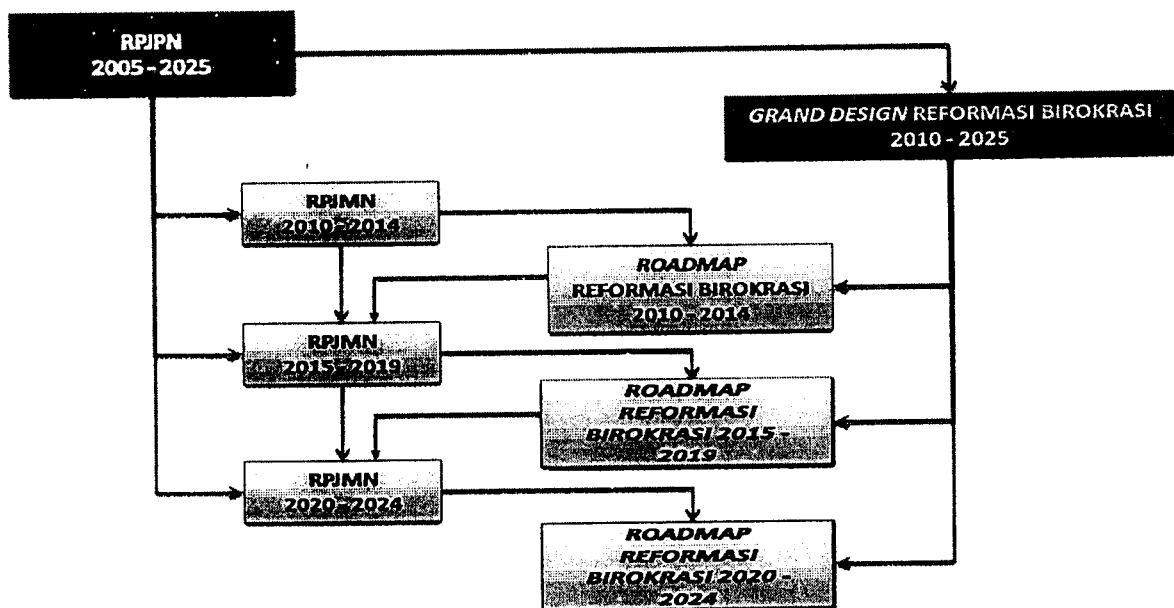 RPJPN
2005 - 2025
GRAND DESIGN REFORMASI BIROKRASI
2010 - 2025
RPJMN
2010 - 2014
ROADMAP
REFORMASI BIROKRASI
2010 - 2014
RPJMN
2015 - 2019
ROADMAP
REFORMASI
BIROKRASI 2015 -
2019
RPJMN
2020 - 2024
ROADMAP
REFORMASI
BIROKRASI 2020 -
2024